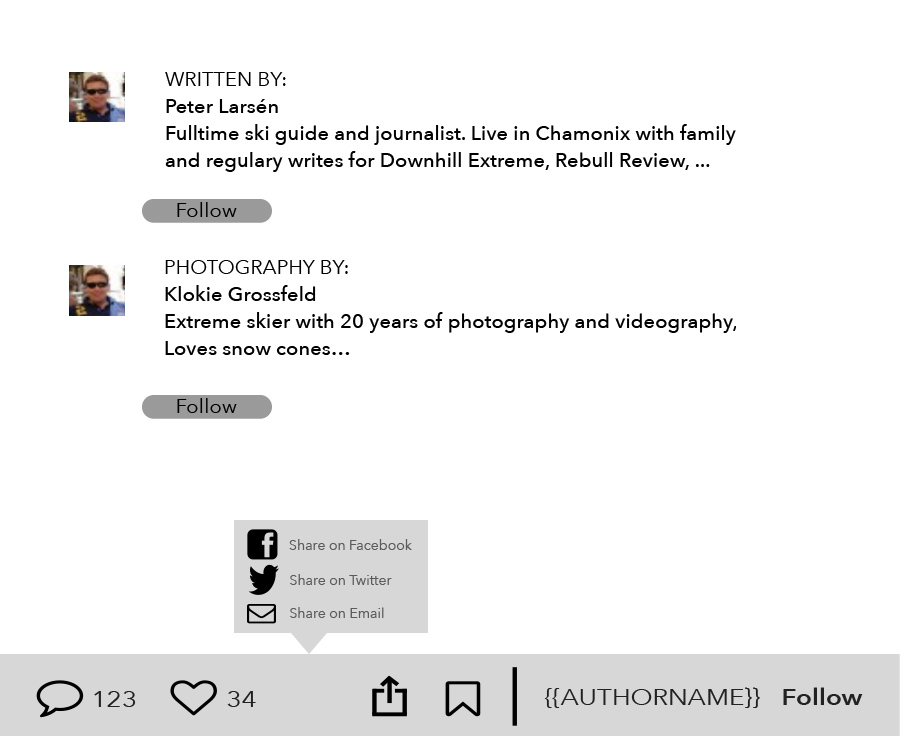 WRITTEN BY:
Peter Larsén
Fulltime ski guide and journalist. Live in Chamonix with family
and regulary writes for Downhill Extreme, Rebull Review, ...
Follow
PHOTOGRAPHY BY:
Klokie Grossfeld
Extreme skier with 20 years of photography and videography,
Loves snow cones...
Follow
Share on Facebook
Share on Twitter
Share on Email
123 34 {{AUTHORNAME}} Follow